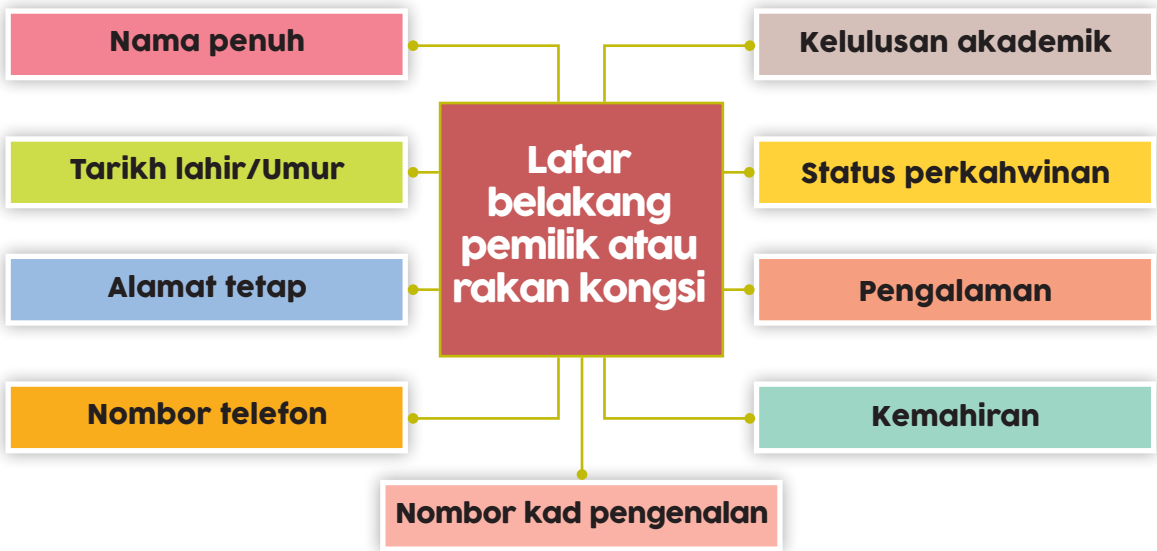 Nama penuh
Kelulusan akademik
Tarikh lahir/Umur
Latar
belakang
pemilik atau
rakan kongsi
Status perkahwinan
Alamat tetap
Pengalaman
Nombor telefon
Kemahiran
Nombor kad pengenalan